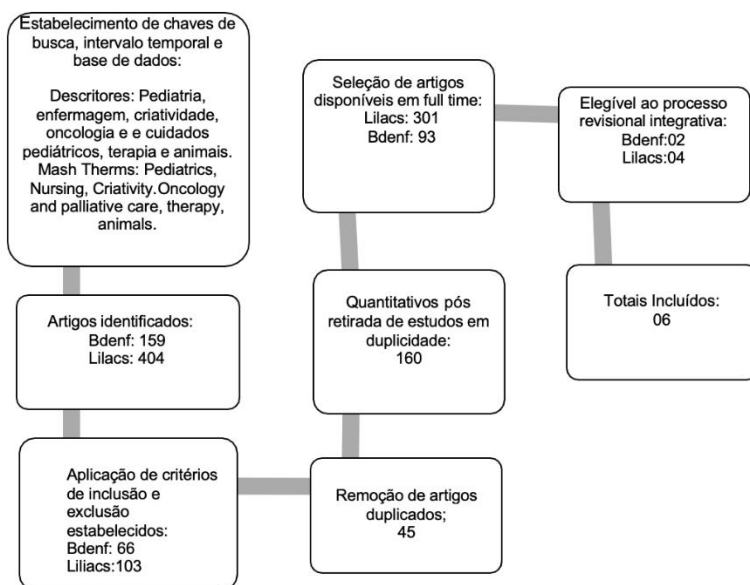 Estabelecimento de chaves de
busca, intervalo temporal e
base de dados:
Descritores: Pediatria,
enfermagem, criatividade,
oncologia e e cuidados
pediátricos, terapia e animais.
Mash Therms: Pediatrics,
Nursing, Criativity.Oncology
and palliative care, therapy,
animals.
Artigos identificados:
Bdenf: 159
Lilacs: 404
Aplicação de critérios
de inclusão e
exclusão
estabelecidos:
Bdenf: 66
Liliacs:103
Remoção de artigos
duplicados;
45
Quantitativos pós
retirada de estudos em
duplicidade:
160
Seleção de artigos
disponíveis em full time:
Lilacs: 301
Bdenf: 93
Elegível ao processo
revisional integrativa:
Bdenf:02
Lilacs:04
Totais Incluídos:
06